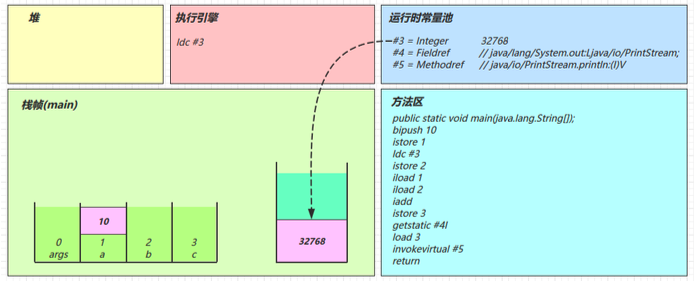 堆
执行引擎
ldc #3
运行时常量池
#3 = Integer 32768
#4 = Fieldref // java/lang/System.out:Ljava/io/PrintStream;
#5 = Methodref // java/io/PrintStream.println:(I)V
栈帧(main)
10
0 1 2 3
args a b c
32768
方法区
public static void main(java.lang.String[]);
bipush 10
istore 1
ldc #3
istore 2
iload 1
iload 2
iadd
istore 3
getstatic #4I
load 3
invokevirtual #5
return